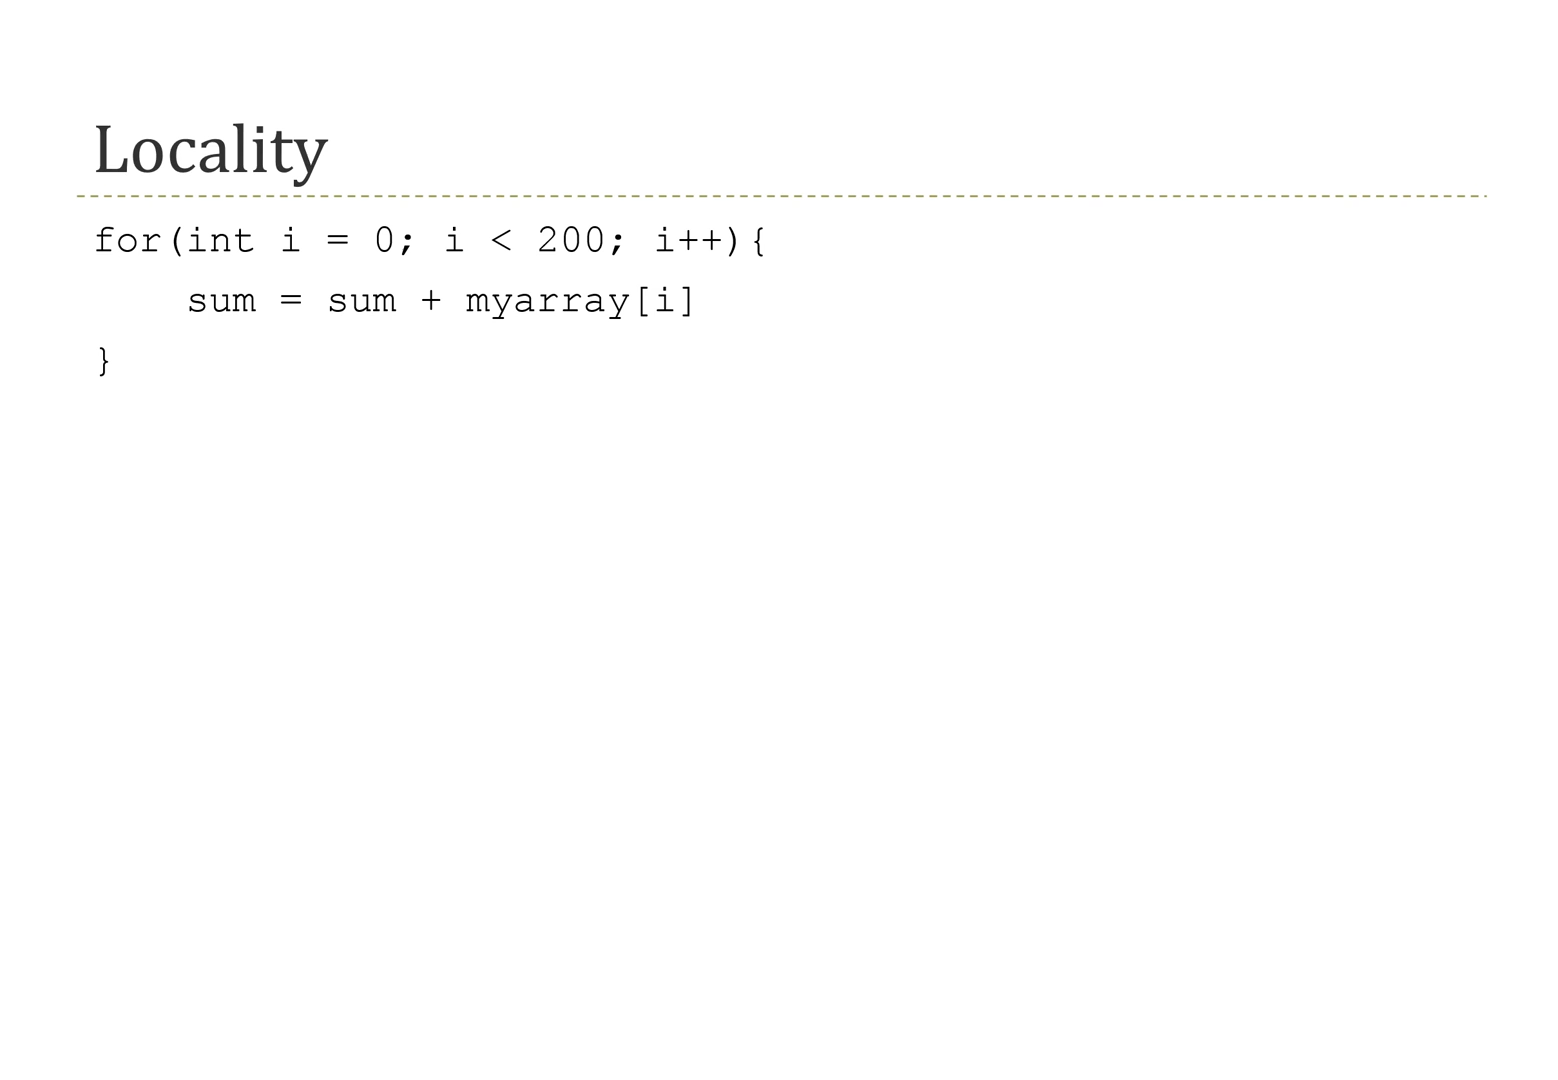 Locality
for(int i = 0; i < 200; i++){
    sum = sum + myarray[i]
}